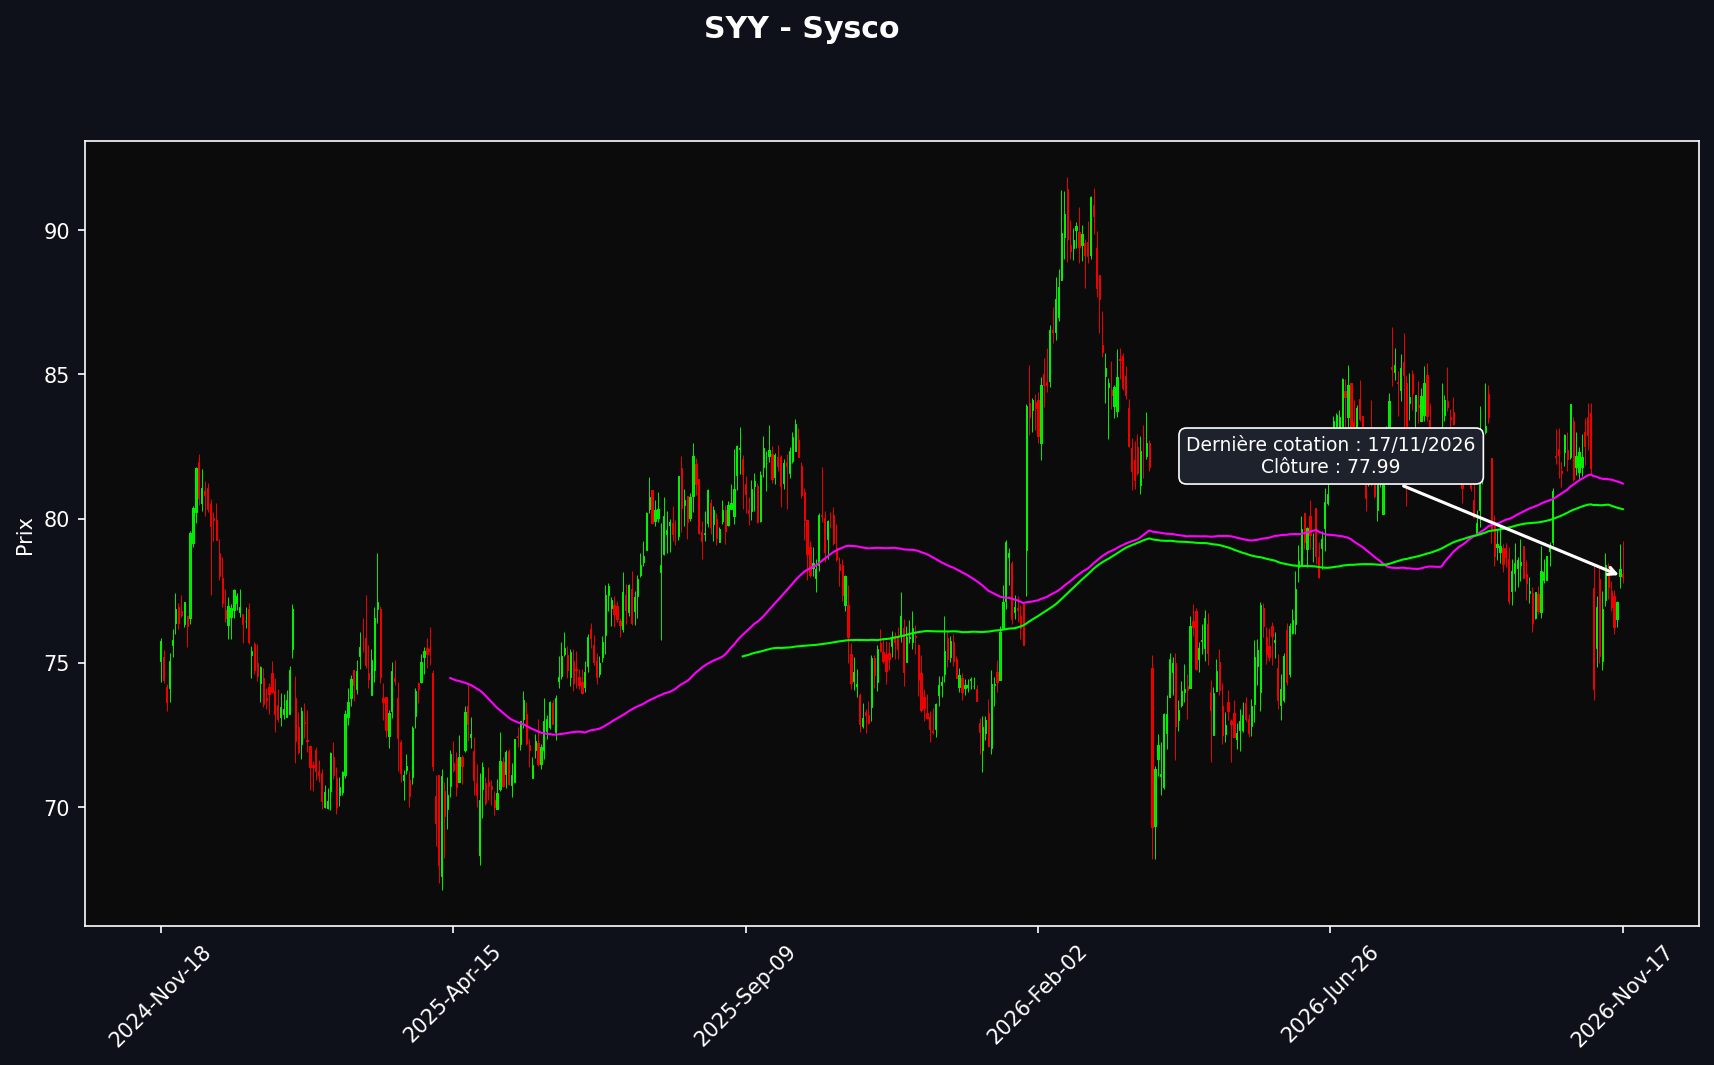 SYY - Sysco
Prix
90
85
80
75
70
Dernière cotation : 17/11/2026
Clôture : 77.99
2024-Nov-18
2025-Apr-15
2025-Sep-09
2026-Feb-02
2026-Jun-26
2026-Nov-17